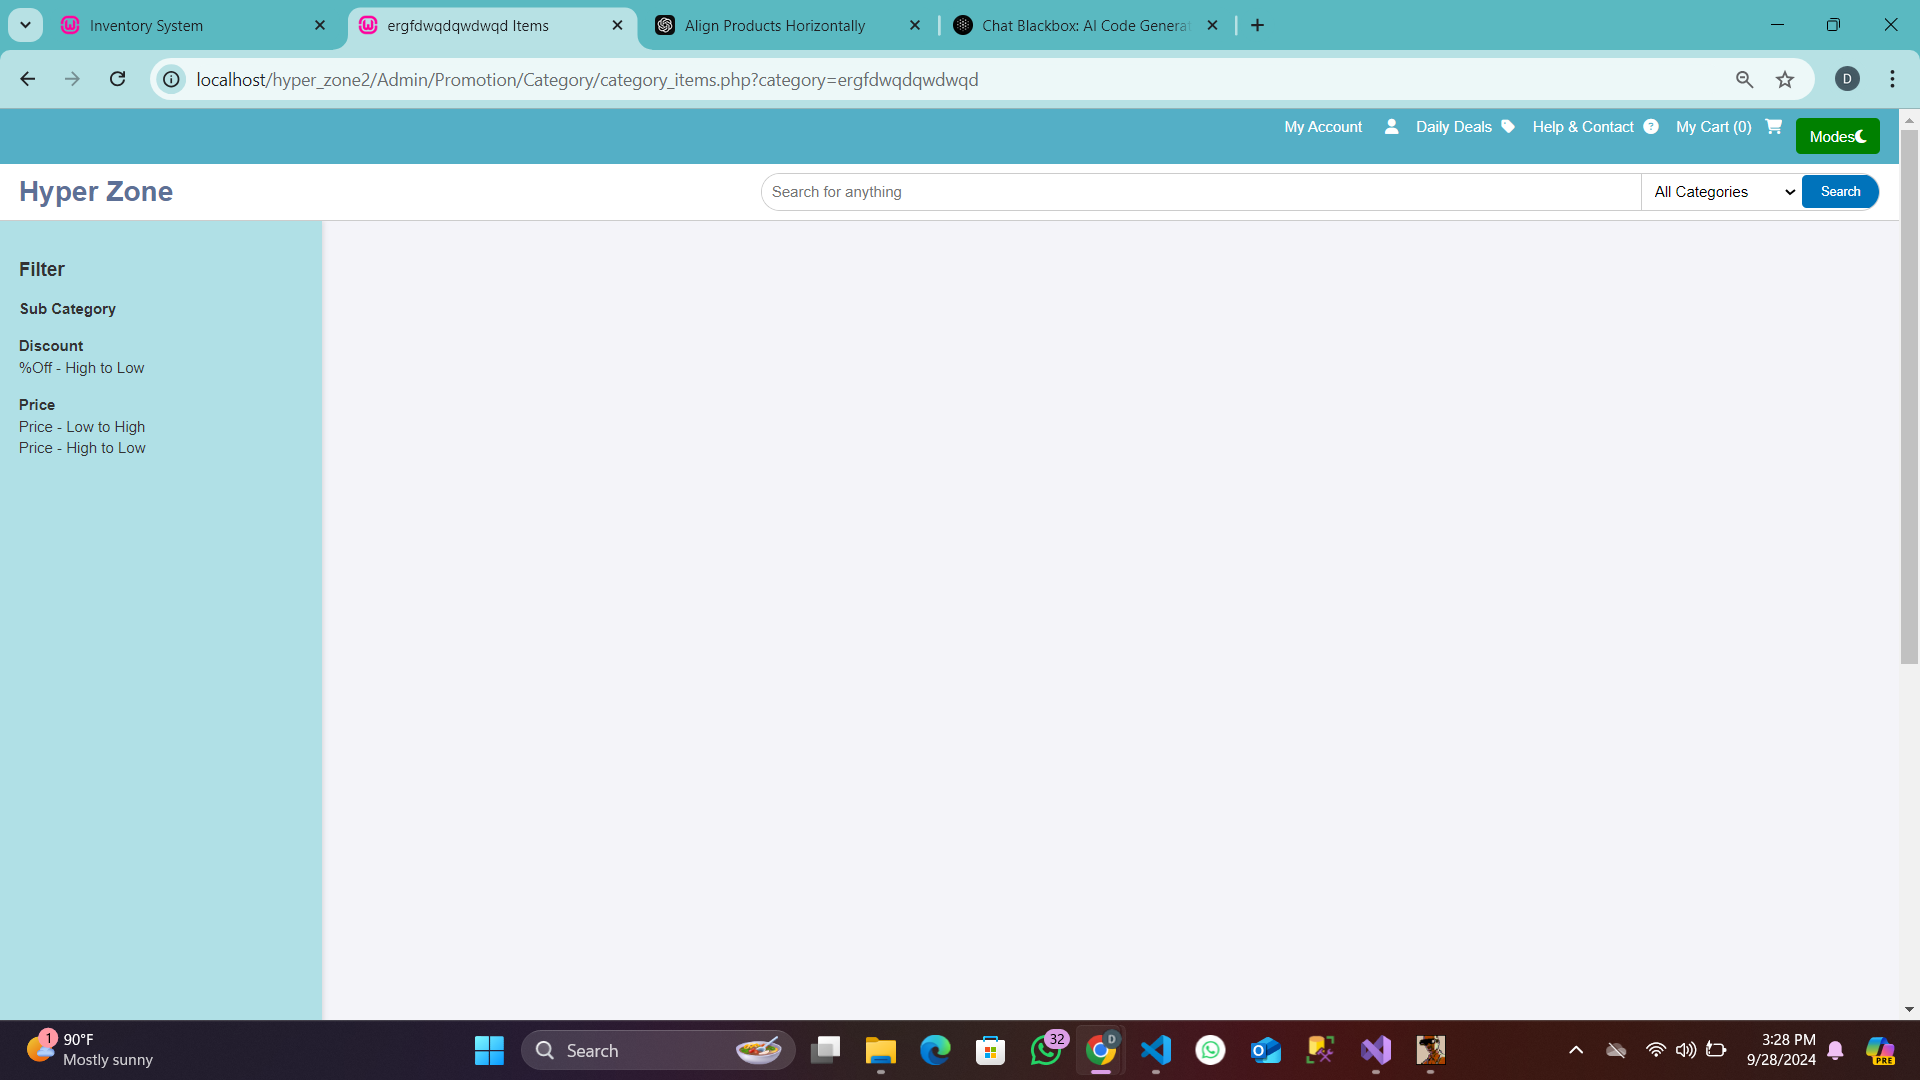 Inventory System
ergfdwqdqwdwqd Items
Align Products Horizontally
Chat Blackbox: AI Code Generat
localhost/hyper_zone2/Admin/Promotion/Category/category_items.php?category=ergfdwqdqwdwqd
D
My Account
Daily Deals
Help & Contact ?
My Cart (0)
Modes
Hyper Zone
Search for anything
All Categories
Search
Filter
Sub Category
Discount
%Off - High to Low
Price
Price - Low to High
Price - High to Low
1
90°F
Mostly sunny
Search
32
D
3:28 PM
9/28/2024
PRE